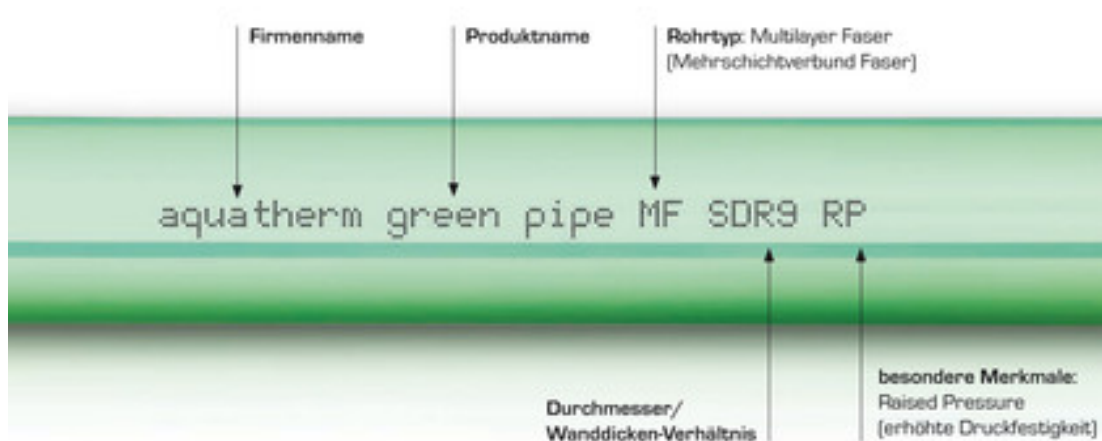 Firmenname
Produktname
Rohrtyp: Multilayer Faser
(Mehrschichtverbund Faser)
aquatherm green pipe MF SDR9 RP
Durchmesser/
Wanddicken-Verhältnis
besondere Merkmale:
Raised Pressure
(erhöhte Druckfestigkeit)